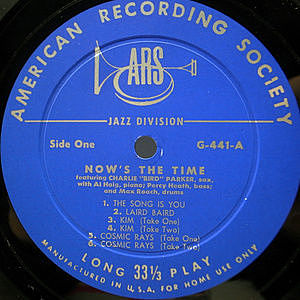 AMERICAN RECORDING SOCIETY
ARS
JAZZ DIVISION
Side One
G-441-A
NOW'S THE TIME
featuring CHARLIE "BIRD" PARKER, sax,
with Al Haig, piano; Percy Heath, bass;
and Max Roach, drums
1. THE SONG IS YOU
2. LAIRD BAIRD
3. KIM (Take One)
4. KIM (Take Two)
5. COSMIC RAYS (Take One)
6. COSMIC RAYS (Take Two)
LONG 33 1/3 PLAY
MANUFACTURED IN U.S.A. FOR HOME USE ONLY